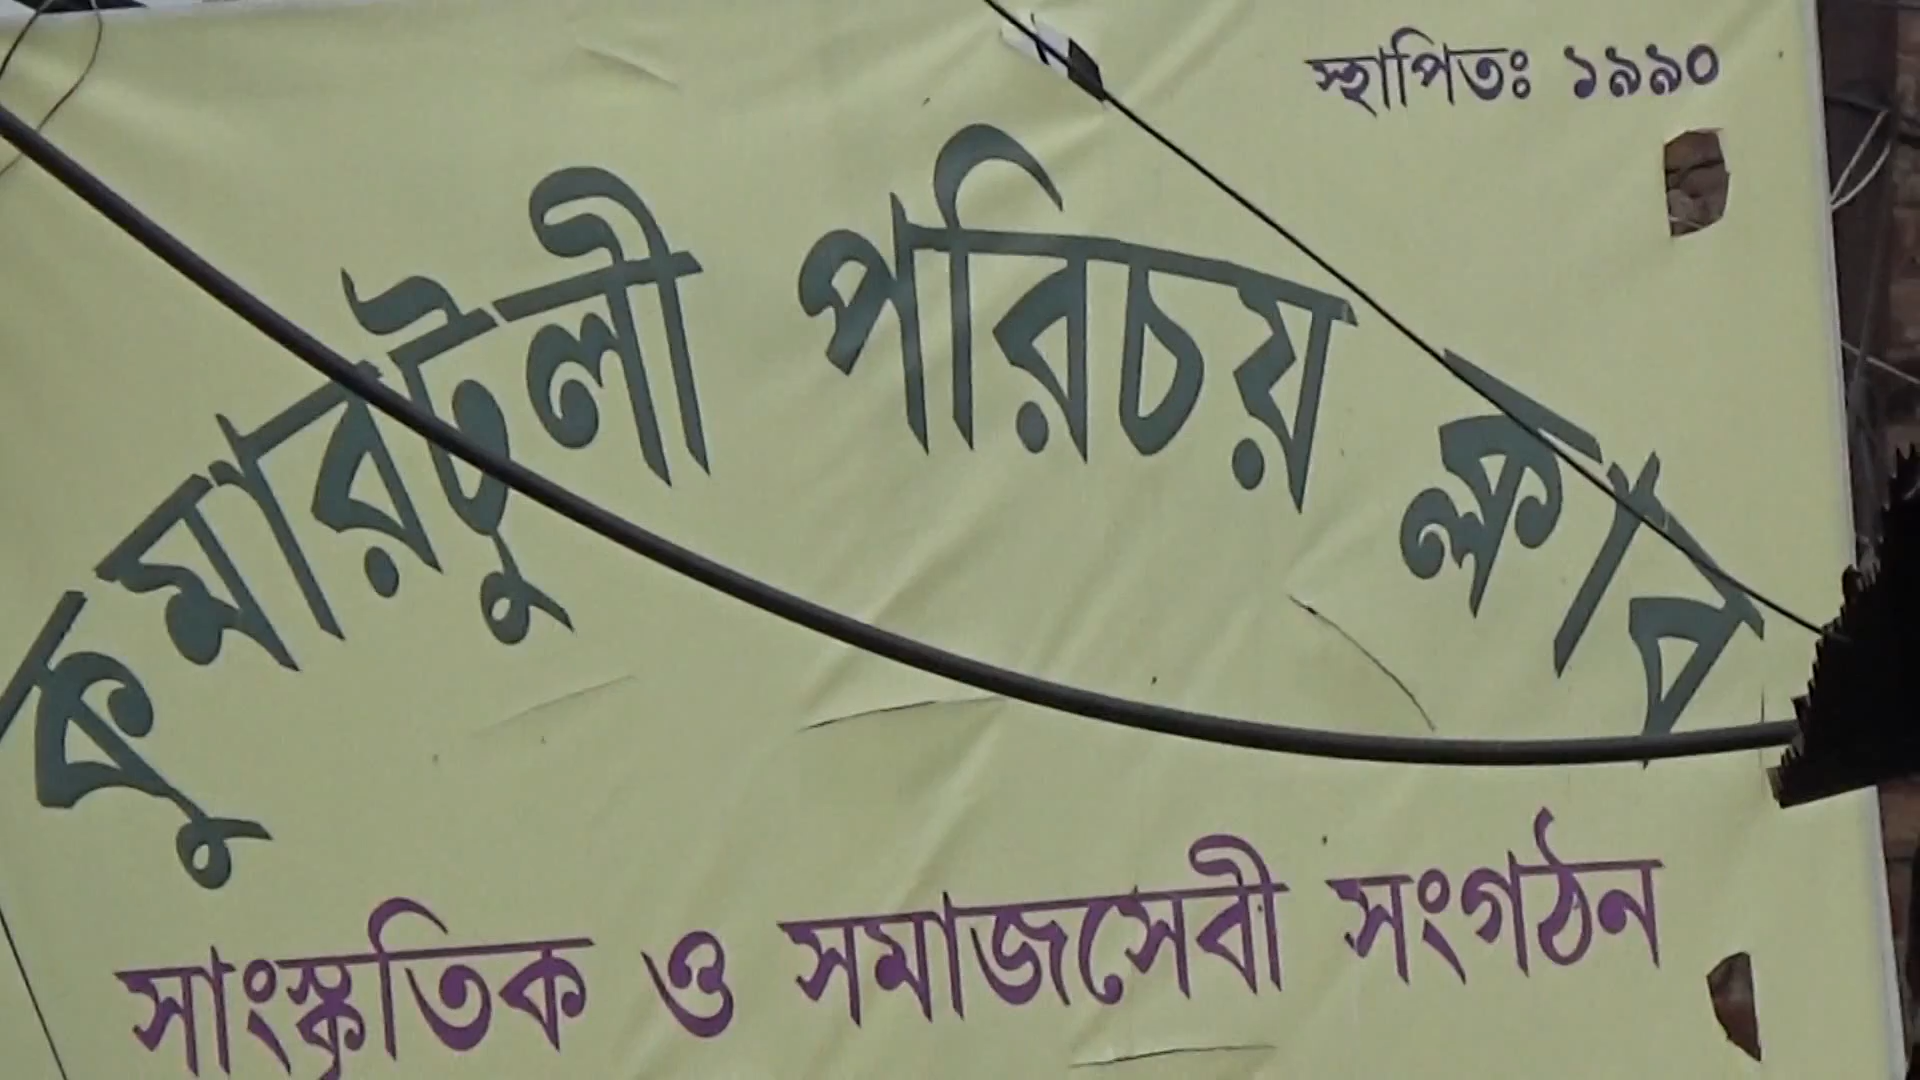 স্থাপিতঃ ১৯৯০
কুমারটুলী পরিচয় ক্লাব
সাংস্কৃতিক ও সমাজসেবী সংগঠন